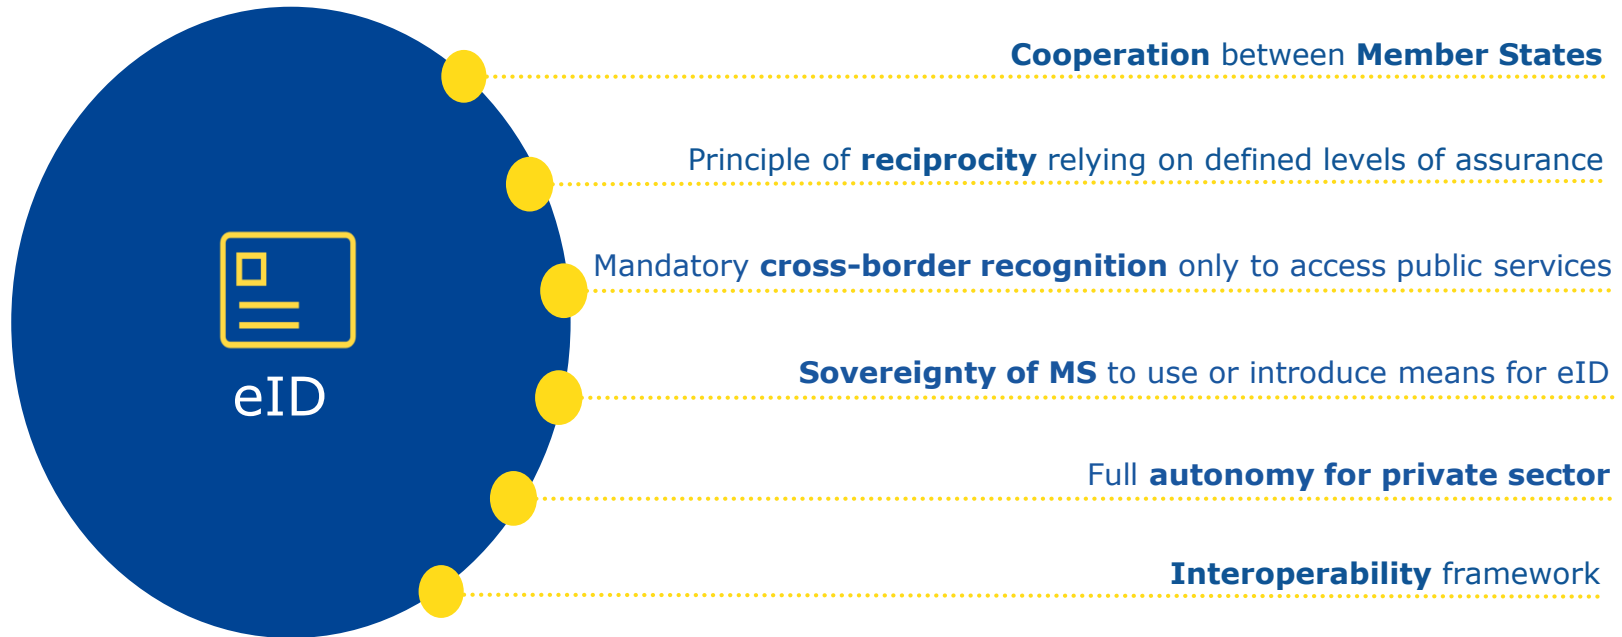 Cooperation between Member States
Principle of reciprocity relying on defined levels of assurance
Mandatory cross-border recognition only to access public services
Sovereignty of MS to use or introduce means for eID
eID
Full autonomy for private sector
Interoperability framework